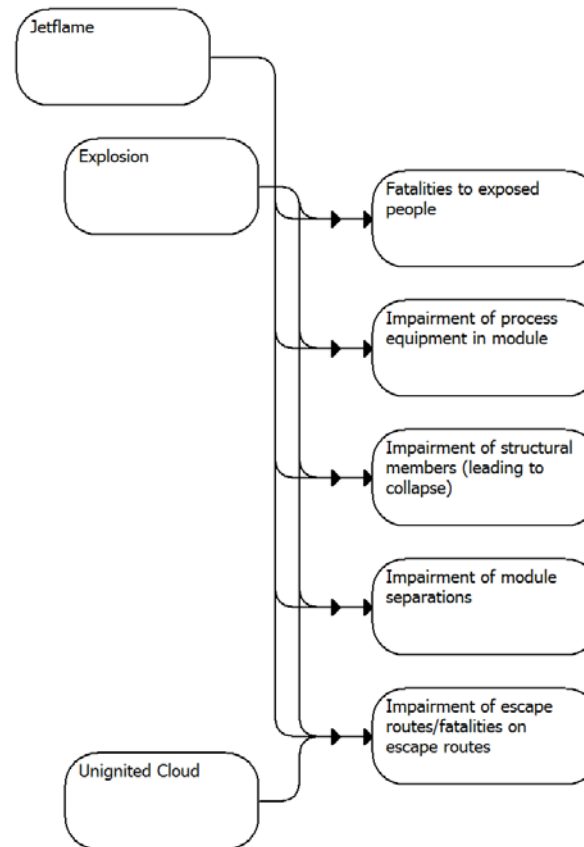 Jetflame
Explosion
Fatalities to exposed
people
Impairment of process
equipment in module
Impairment of structural
members (leading to
collapse)
Impairment of module
separations
Impairment of escape
routes/fatalities on
escape routes
Unignited Cloud